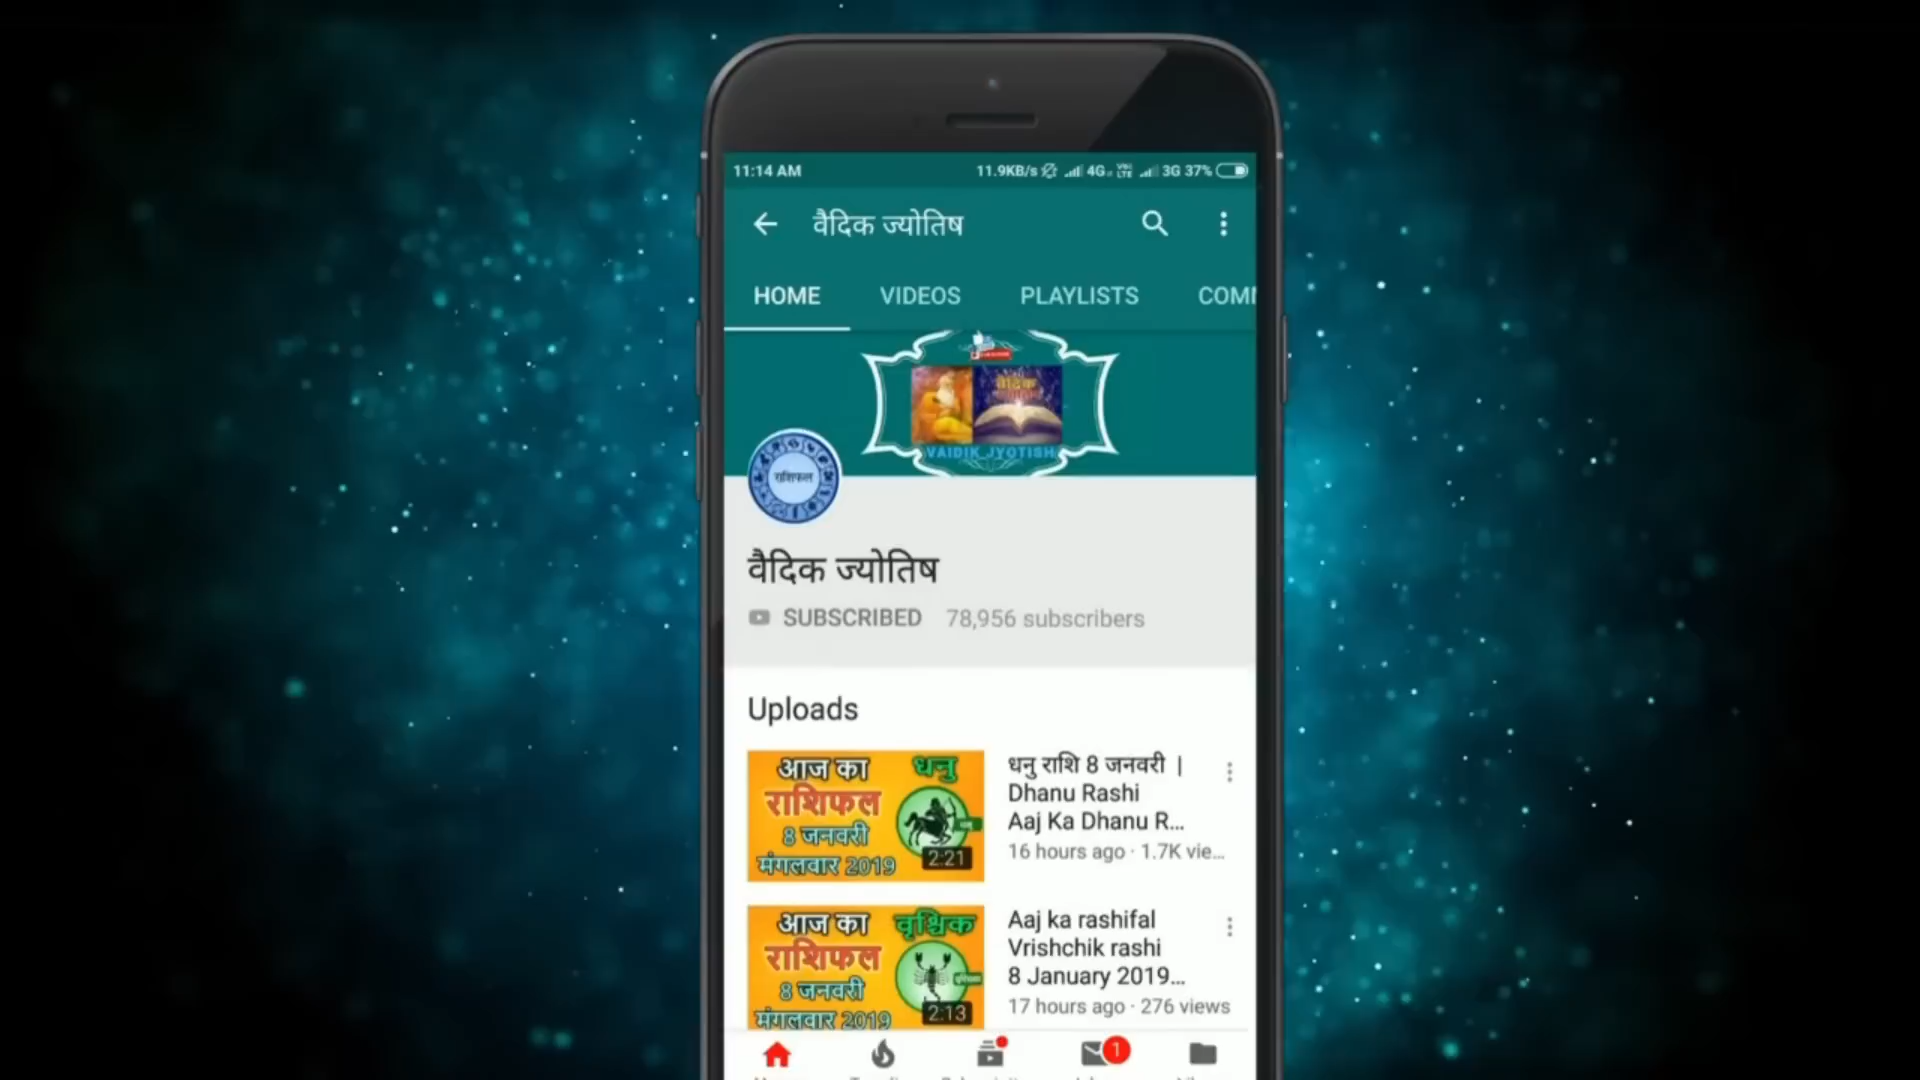 11:14 AM 11.9KB/s 4G VoLTE 3G 37%
वैदिक ज्योतिष
HOME VIDEOS PLAYLISTS COMM
वैदिक
VAIDIK JYOTISH
राशिफल
वैदिक ज्योतिष
SUBSCRIBED 78,956 subscribers
Uploads
आज का धनु
राशिफल
8 जनवरी
मंगलवार 2019
2:21
धनु राशि 8 जनवरी |
Dhanu Rashi
Aaj Ka Dhanu R...
16 hours ago · 1.7K vie...
आज का वृश्चिक
राशिफल
8 जनवरी
मंगलवार 2019
2:13
Aaj ka rashifal
Vrishchik rashi
8 January 2019...
17 hours ago · 276 views
1